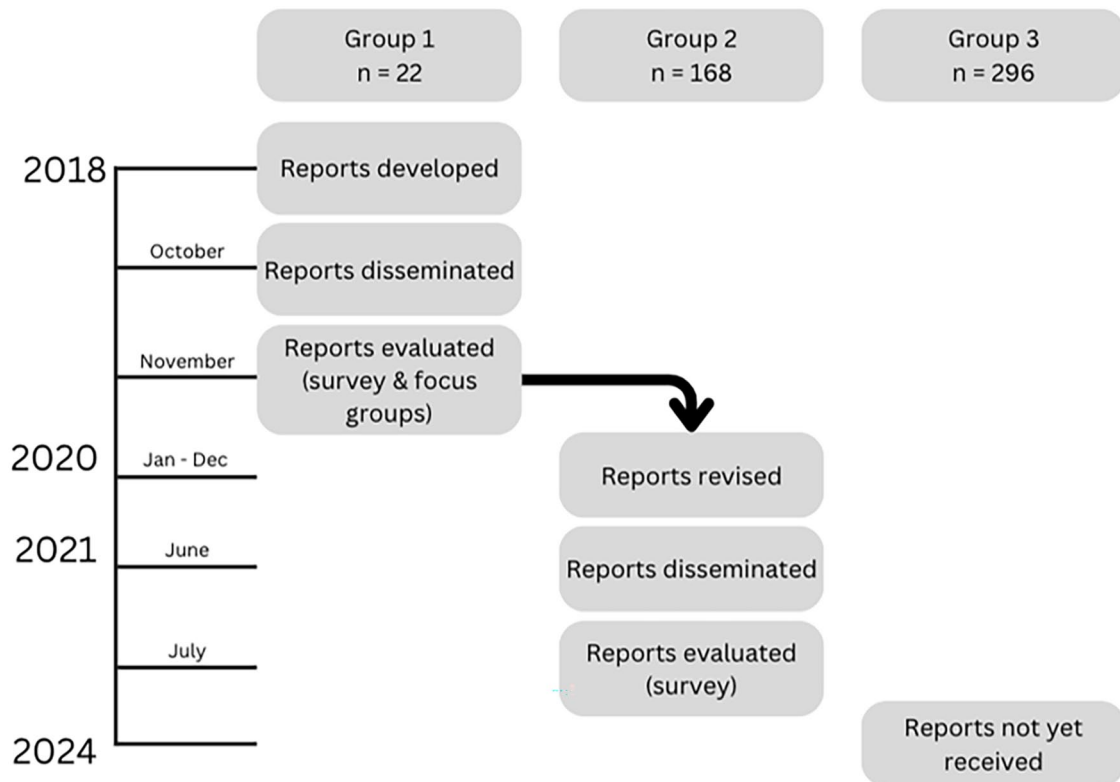 Group 1
n = 22
Group 2
n = 168
Group 3
n = 296
2018
Reports developed
October
Reports disseminated
November
Reports evaluated
(survey & focus
groups)
2020
Jan - Dec
Reports revised
2021
June
Reports disseminated
July
Reports evaluated
(survey)
2024
Reports not yet
received